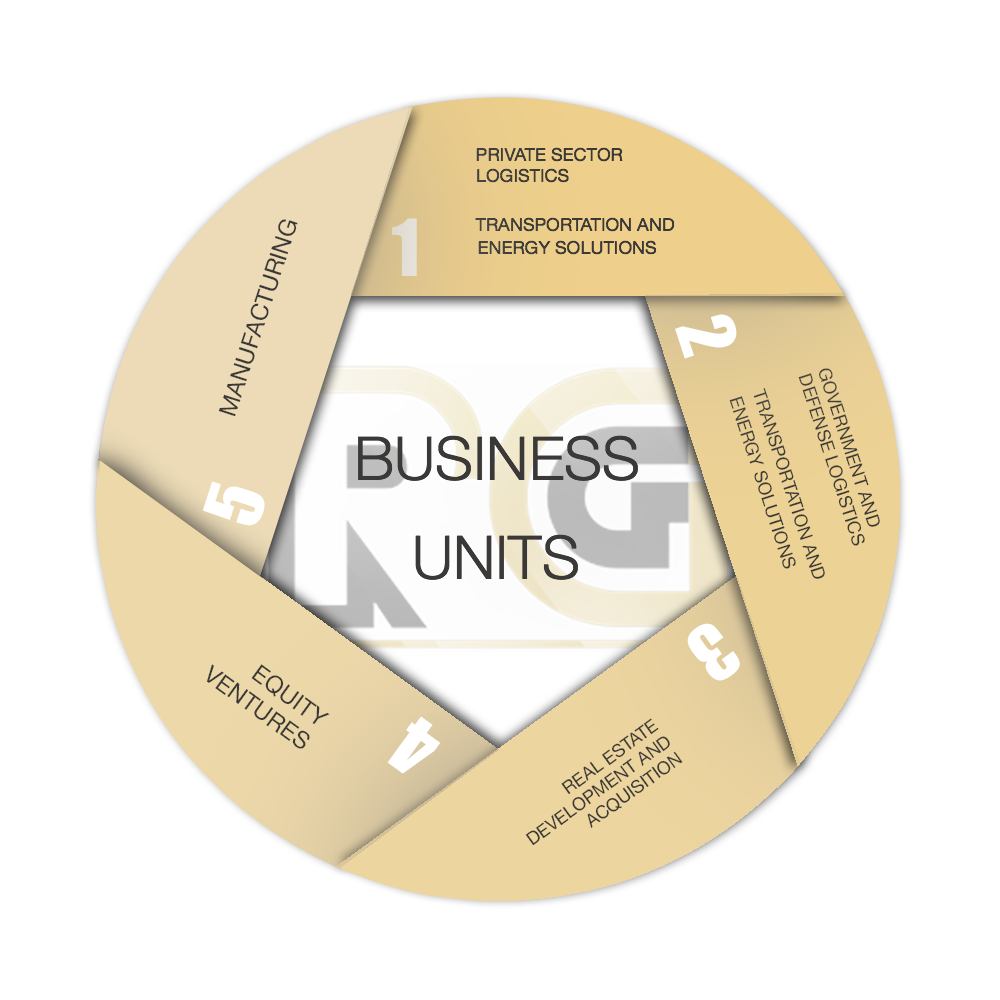 PRIVATE SECTOR
LOGISTICS
TRANSPORTATION AND
ENERGY SOLUTIONS
1
2
GOVERNMENT AND
DEFENSE LOGISTICS
TRANSPORTATION AND
ENERGY SOLUTIONS
3
REAL ESTATE
DEVELOPMENT AND
ACQUISITION
4
EQUITY
VENTURES
5
MANUFACTURING
RG
BUSINESS
UNITS